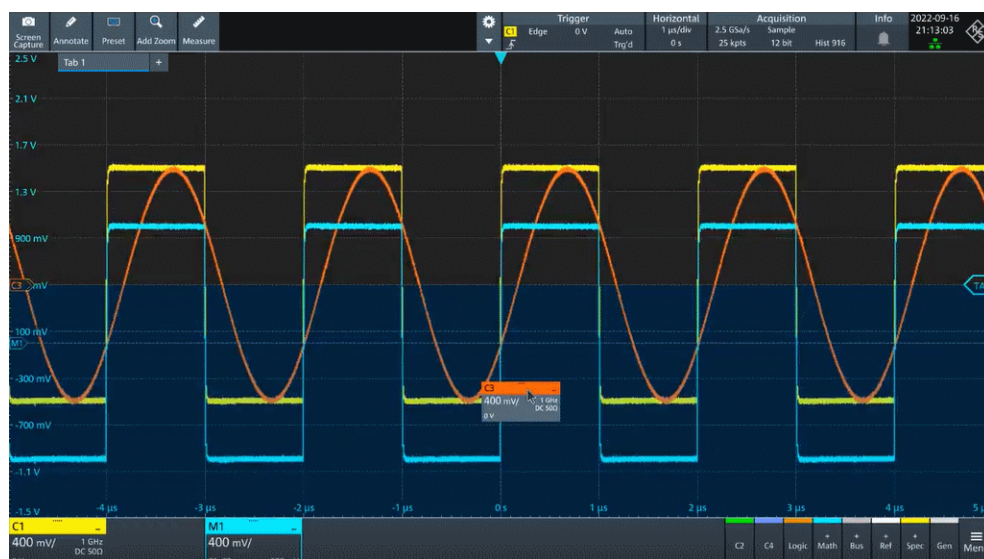 Screen
Capture
Annotate
Preset
Add Zoom
Measure
Trigger
C1 Edge 0 V Auto
Trg'd
Horizontal
1 µs/div
0 s
Acquisition
2.5 GSa/s Sample
25 kpts 12 bit Hist 916
Info
2022-09-16
21:13:03
2.5 V
Tab 1 +
2.1 V
1.7 V
1.3 V
900 mV
C3 mV
TA
100 mV
M1
-300 mV
C3
400 mV/ 1 GHz
DC 50Ω
0 V
-700 mV
-1.1 V
-1.5 V
-4 µs -3 µs -2 µs -1 µs 0 s 1 µs 2 µs 3 µs 4 µs
C1
400 mV/ 1 GHz
DC 50Ω
M1
400 mV/
C2 C4 Logic Math Bus Ref Spec Gen